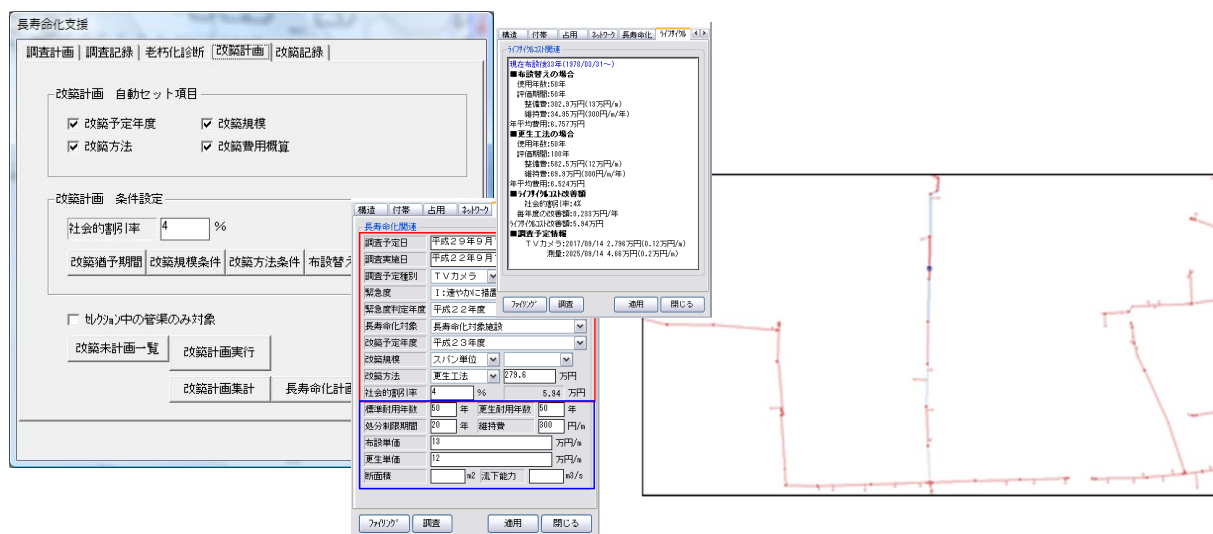 長寿命化支援
調査計画 調査記録 老朽化診断 改築計画 改築記録
改築計画 自動セット項目
改築予定年度 改築規模
改築方法 改築費用概算
改築計画 条件設定
社会的割引率 4 %
改築猶予期間 改築規模条件 改築方法条件 布設替え
セレクション中の管渠のみ対象
改築未計画一覧 改築計画実行
改築計画集計 長寿命化計画
構造 付帯 占用 ネットワーク
長寿命化関連
調査予定日 平成29年9月
調査実施日 平成22年9月
調査予定種別 TVカメラ
緊急度 I:速やかに措置
緊急度判定年度 平成22年度
長寿命化対象 長寿命化対象施設
改築予定年度 平成23年度
改築規模 スパン単位
改築方法 更生工法 279.6 万円
社会的割引率 4 % 5.94 万円
標準耐用年数 50 年 更生耐用年数 50 年
処分制限期間 20 年 維持費 300 円/m
布設単価 13 万円/m
更生単価 12 万円/m
断面積 m2 流下能力 m3/s
ファイリング 調査 適用 閉じる
構造 付帯 占用 ネットワーク 長寿命化 ライフサイクル
ライフサイクルコスト関連
現在布設後33年(1978/03/31~)
■布設替えの場合
使用年数:50年
評価期間:50年
整備費:302.9万円(13万円/m)
維持費:34.95万円(300円/m/年)
年平均費用:6.757万円
■更生工法の場合
使用年数:50年
評価期間:100年
整備費:582.5万円(12万円/m)
維持費:69.9万円(300円/m/年)
年平均費用:6.524万円
■ライフサイクルコスト改善額
社会的割引率:4%
毎年度の改善額:0.233万円/年
ライフサイクルコスト改善額:5.94万円
■調査予定情報
TVカメラ:2017/09/14 2.796万円(0.12万円/m)
測量:2025/09/14 4.66万円(0.2万円/m)
ファイリング 調査 適用 閉じる